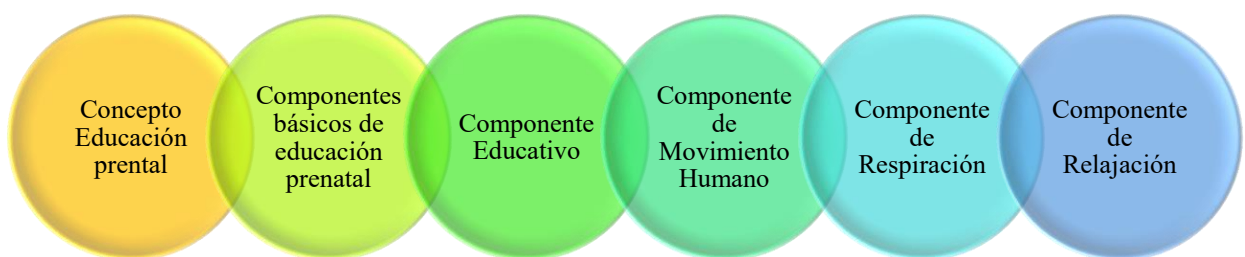 Concepto
Educación
prental
Componentes
básicos de
educación
prenatal
Componente
Educativo
Componente
de
Movimiento
Humano
Componente
de
Respiración
Componente
de
Relajación